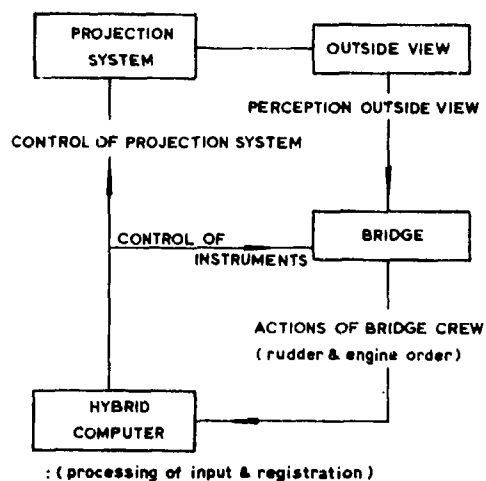 PROJECTION
SYSTEM
OUTSIDE VIEW
PERCEPTION OUTSIDE VIEW
CONTROL OF PROJECTION SYSTEM
BRIDGE
CONTROL OF
INSTRUMENTS
ACTIONS OF BRIDGE CREW
(rudder & engine order)
HYBRID
COMPUTER
:(processing of input & registration)